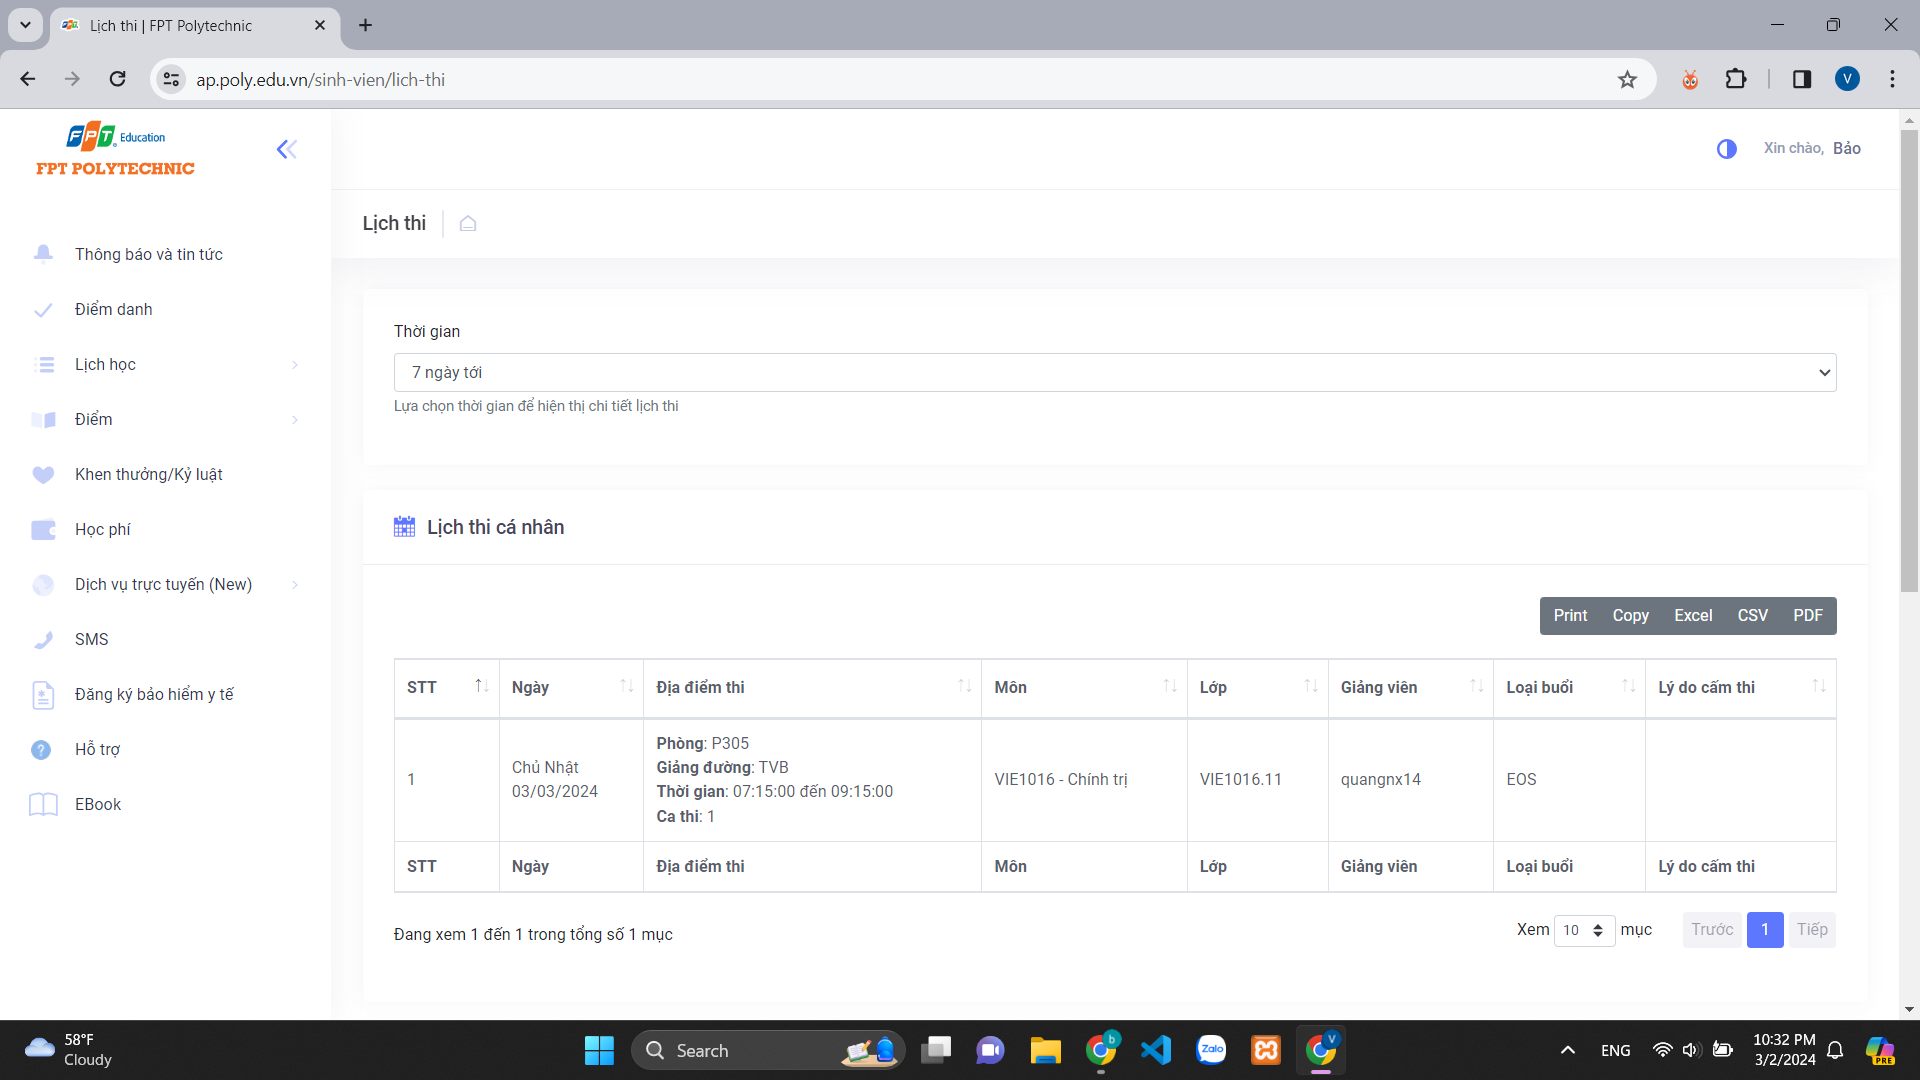 Lịch thi | FPT Polytechnic
ap.poly.edu.vn/sinh-vien/lich-thi
V
FPT Education
FPT POLYTECHNIC
Xin chào, Bảo
Lịch thi
Thông báo và tin tức
Điểm danh
Lịch học
Điểm
Khen thưởng/Kỷ luật
Học phí
Dịch vụ trực tuyến (New)
SMS
Đăng ký bảo hiểm y tế
Hỗ trợ
EBook
Thời gian
7 ngày tới
Lựa chọn thời gian để hiện thị chi tiết lịch thi
Lịch thi cá nhân
Print Copy Excel CSV PDF
STT Ngày Địa điểm thi Môn Lớp Giảng viên Loại buổi Lý do cấm thi
1
Chủ Nhật
03/03/2024
Phòng: P305
Giảng đường: TVB
Thời gian: 07:15:00 đến 09:15:00
Ca thi: 1
VIE1016 - Chính trị
VIE1016.11
quangnx14
EOS
STT Ngày Địa điểm thi Môn Lớp Giảng viên Loại buổi Lý do cấm thi
Đang xem 1 đến 1 trong tổng số 1 mục
Xem 10 mục
Trước 1 Tiếp
58°F
Cloudy
Search
b
Zalo
V
ENG
10:32 PM
3/2/2024
PRE